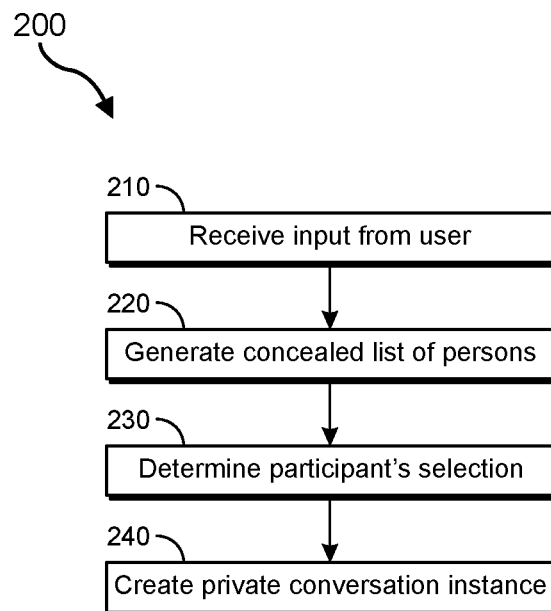 200
210
Receive input from user
220
Generate concealed list of persons
230
Determine participant’s selection
240
Create private conversation instance